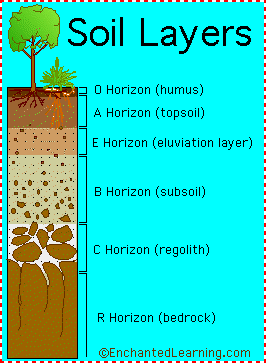 Soil Layers
O Horizon (humus)
A Horizon (topsoil)
E Horizon (eluviation layer)
B Horizon (subsoil)
C Horizon (regolith)
R Horizon (bedrock)
©EnchantedLearning.com